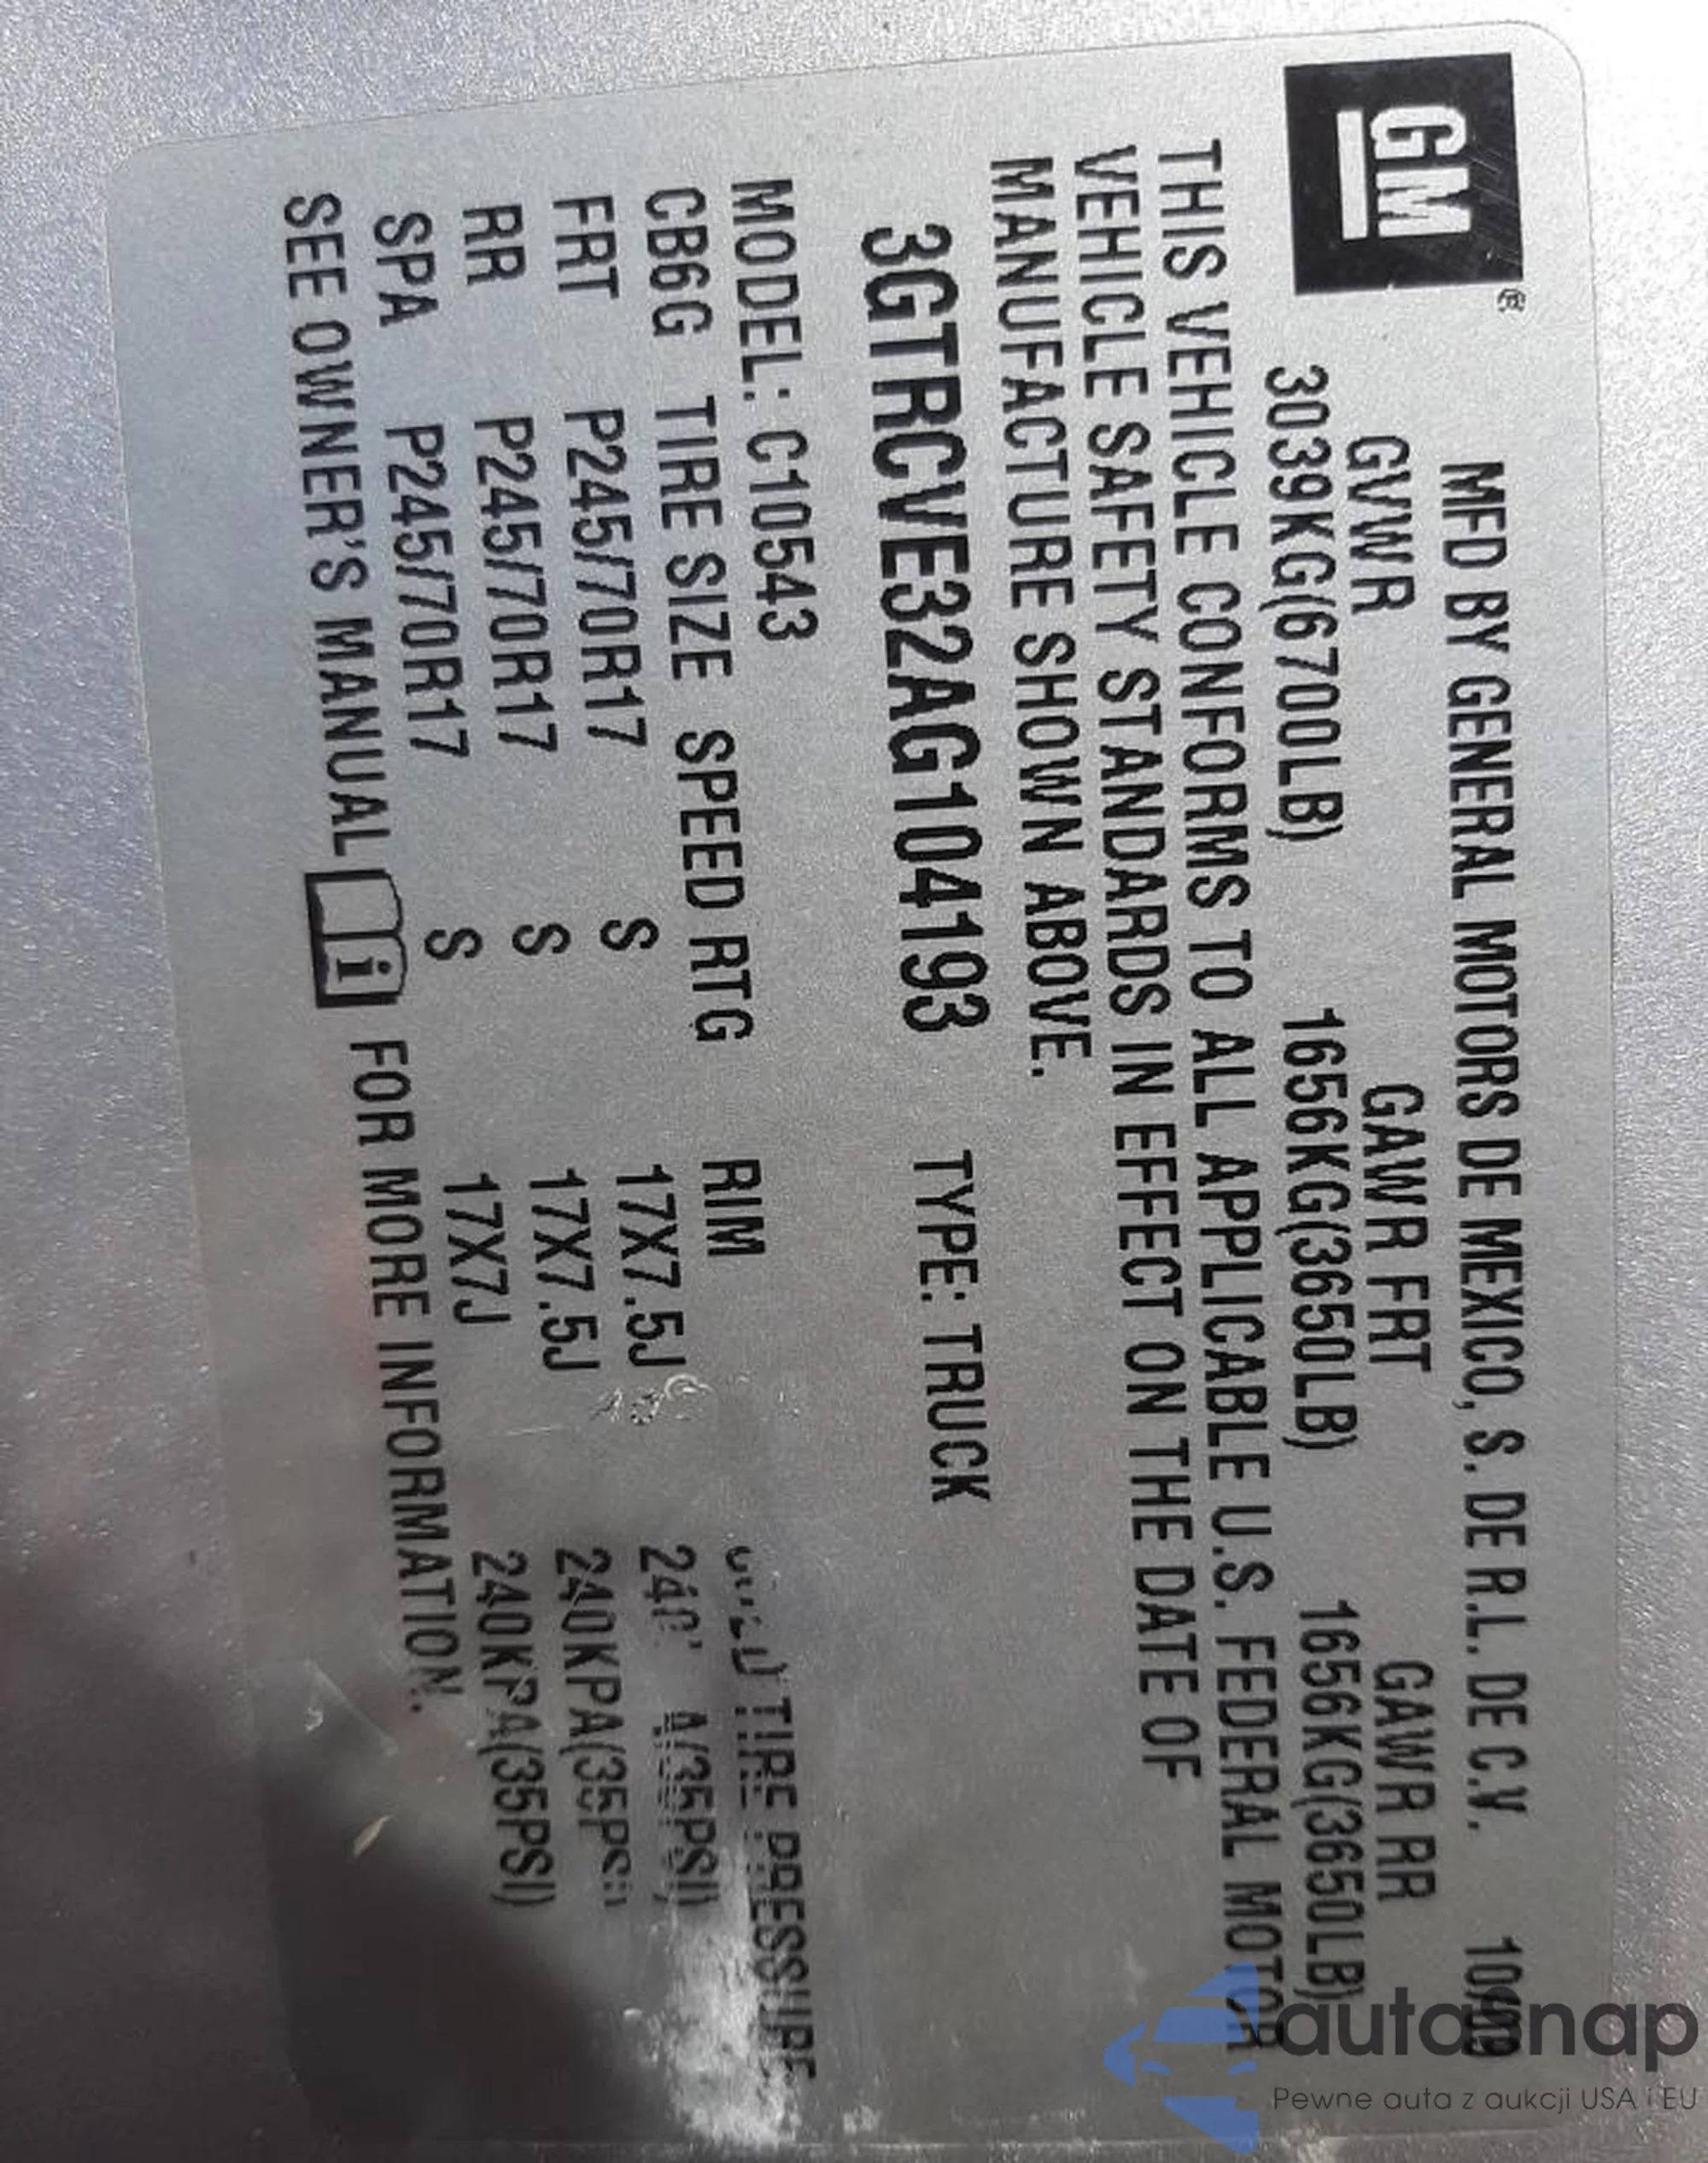 GM®
MFD BY GENERAL MOTORS DE MEXICO, S. DE R.L. DE C.V.
GVWR GAWR FRT GAWR RR
3039KG(6700LB) 1656KG(3650LB) 1656KG(3650LB)
THIS VEHICLE CONFORMS TO ALL APPLICABLE U.S. FEDERAL MOTOR
VEHICLE SAFETY STANDARDS IN EFFECT ON THE DATE OF
MANUFACTURE SHOWN ABOVE.
3GTRCVE32AG104193 TYPE: TRUCK
MODEL: C10543
CB6G TIRE SIZE SPEED RTG RIM TIRE PRESSURE
FRT P245/70R17 S 17X7.5J
RR P245/70R17 S 17X7.5J 240KPA(35PSI)
SPA P245/70R17 S 17X7J 240KPA(35PSI)
SEE OWNER'S MANUAL i FOR MORE INFORMATION.
Pewne auta z aukcji USA i EU